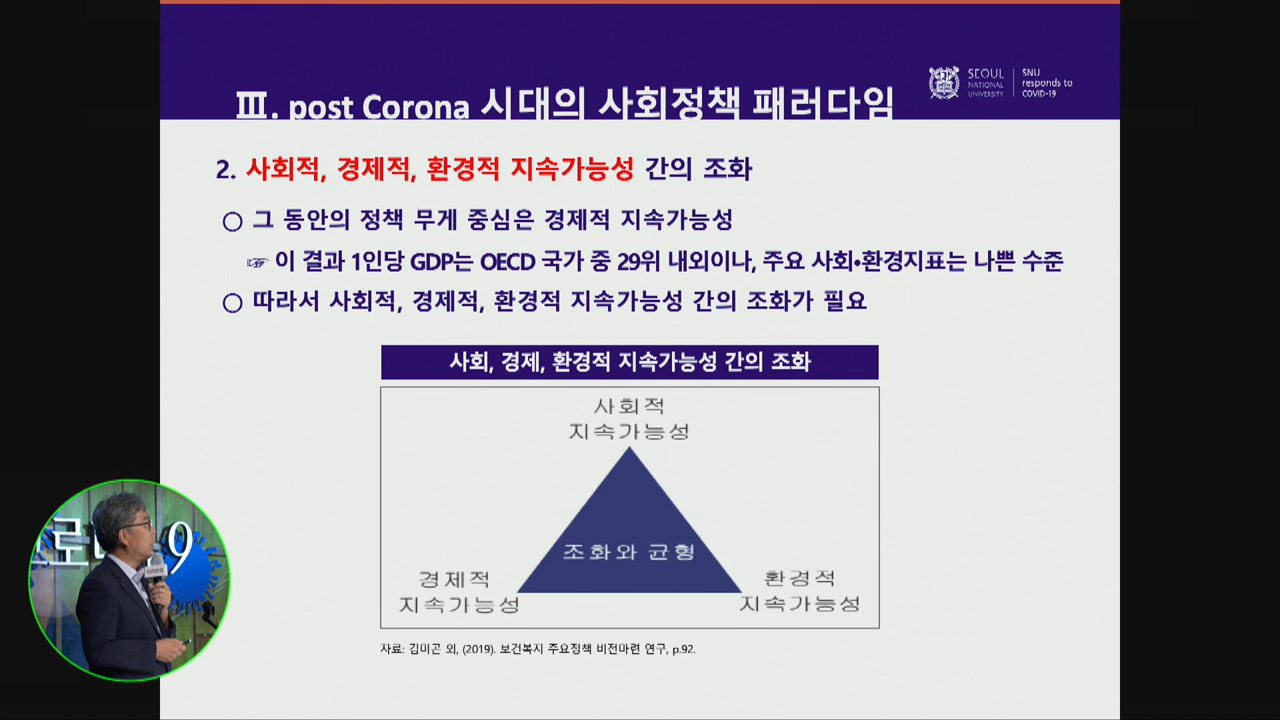 Ⅲ. post Corona 시대의 사회정책 패러다임
SEOUL
NATIONAL
UNIVERSITY
SNU
responds to
COVID-19
2. 사회적, 경제적, 환경적 지속가능성 간의 조화
○ 그 동안의 정책 무게 중심은 경제적 지속가능성
☞ 이 결과 1인당 GDP는 OECD 국가 중 29위 내외이나, 주요 사회•환경지표는 나쁜 수준
○ 따라서 사회적, 경제적, 환경적 지속가능성 간의 조화가 필요
사회, 경제, 환경적 지속가능성 간의 조화
사회적
지속가능성
조화와 균형
경제적
지속가능성
환경적
지속가능성
자료: 김미곤 외, (2019). 보건복지 주요정책 비전마련 연구, p.92.
로 9